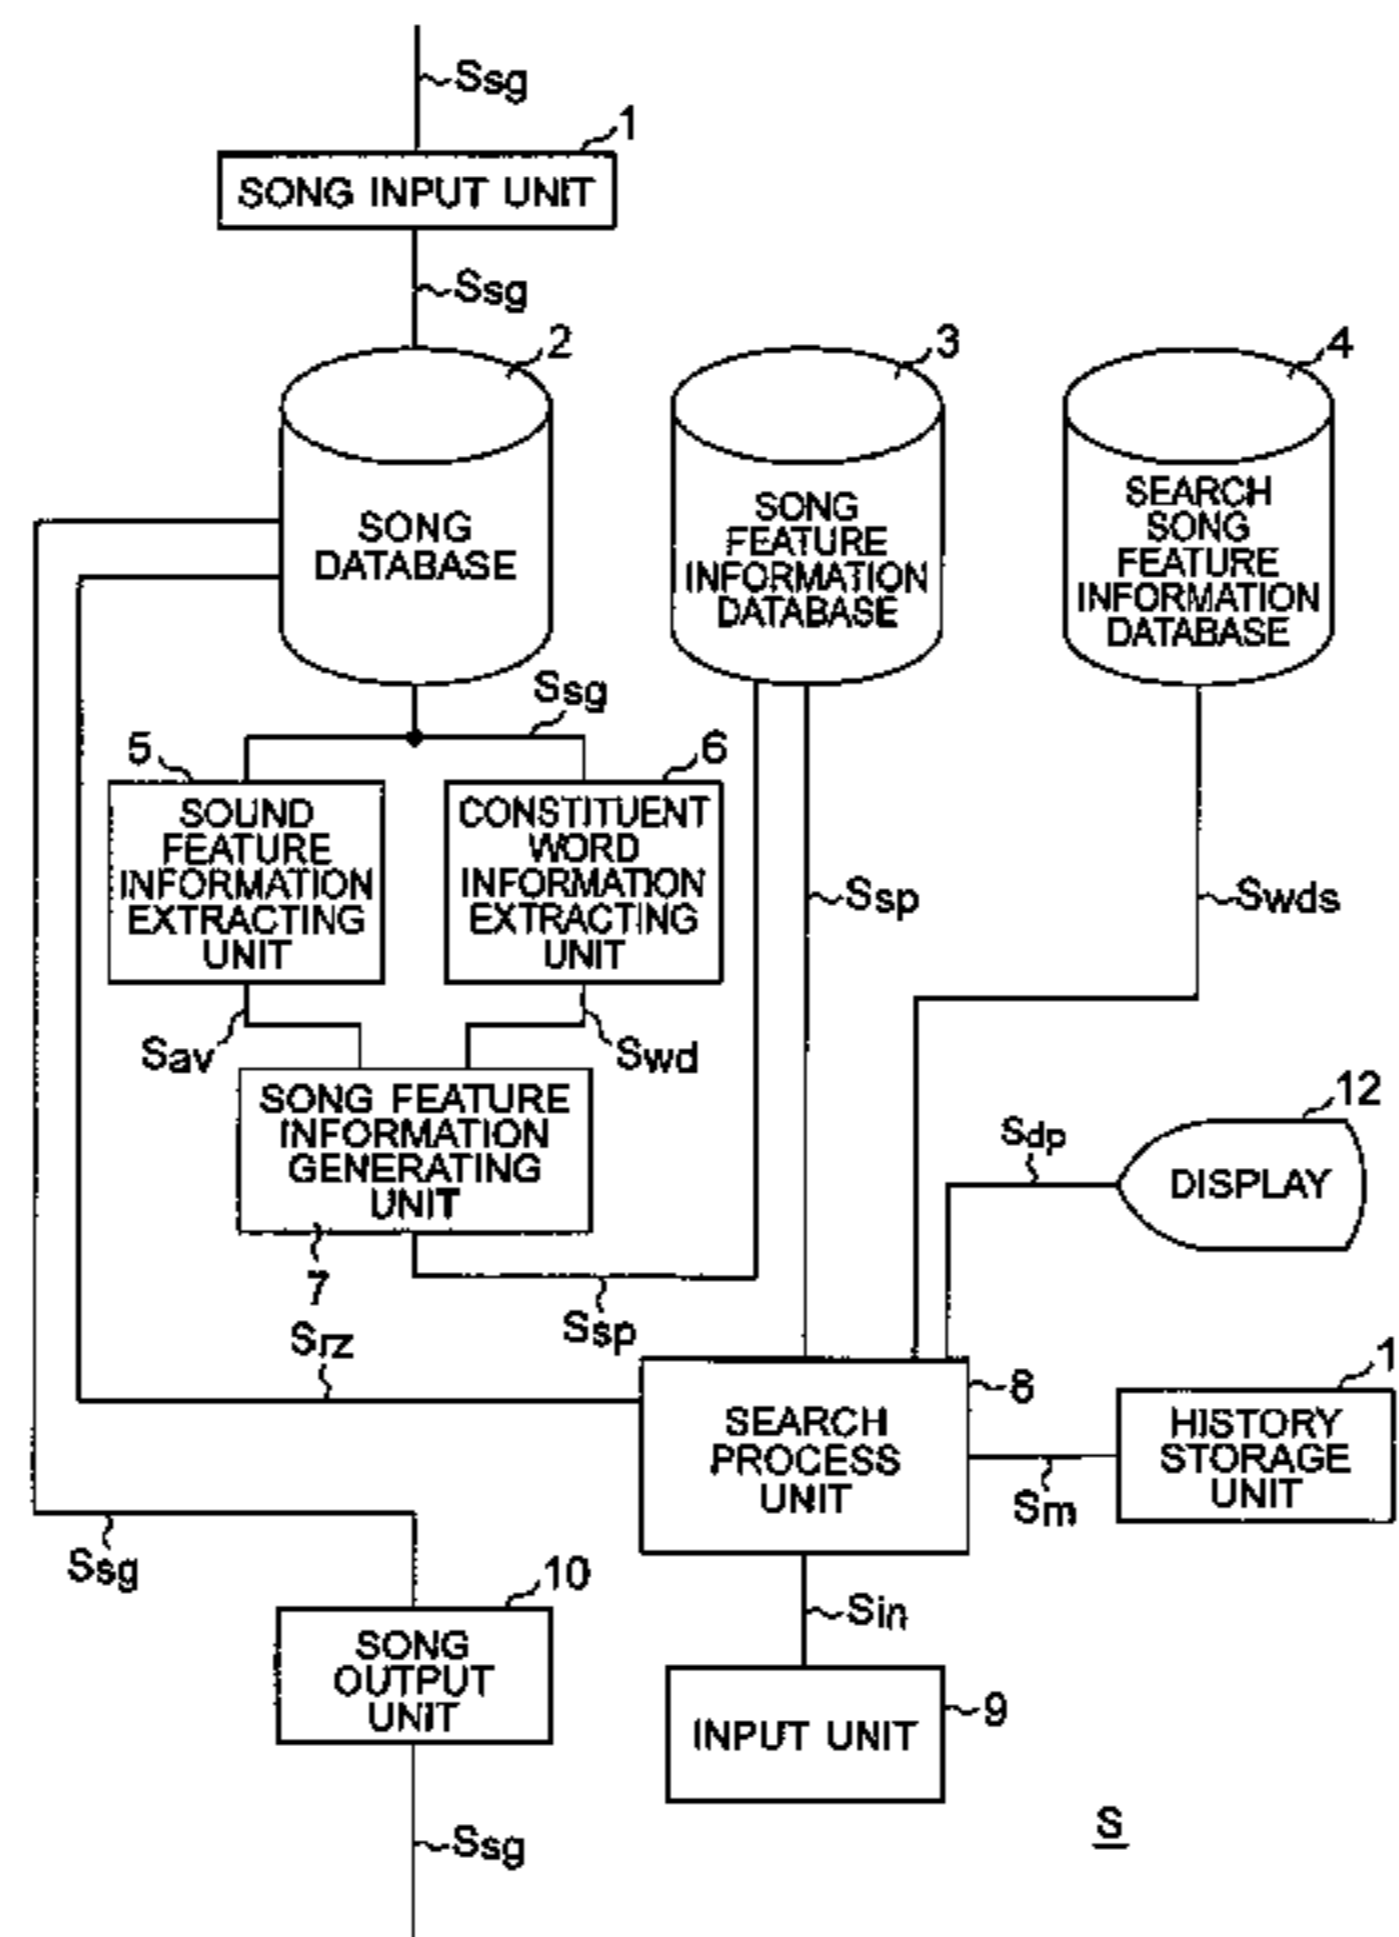 Ssg
1
SONG INPUT UNIT
Ssg
2
3
4
SONG
DATABASE
SONG
FEATURE
INFORMATION
DATABASE
SEARCH
SONG
FEATURE
INFORMATION
DATABASE
Ssg
5
6
SOUND
FEATURE
INFORMATION
EXTRACTING
UNIT
CONSTITUENT
WORD
INFORMATION
EXTRACTING
UNIT
Ssp
Swds
Sav
Swd
SONG FEATURE
INFORMATION
GENERATING
UNIT
7
12
Sdp
DISPLAY
Ssp
Srz
8
1
SEARCH
PROCESS
UNIT
HISTORY
STORAGE
UNIT
Sm
Ssg
10
Sin
SONG
OUTPUT
UNIT
INPUT UNIT
9
Ssg
S